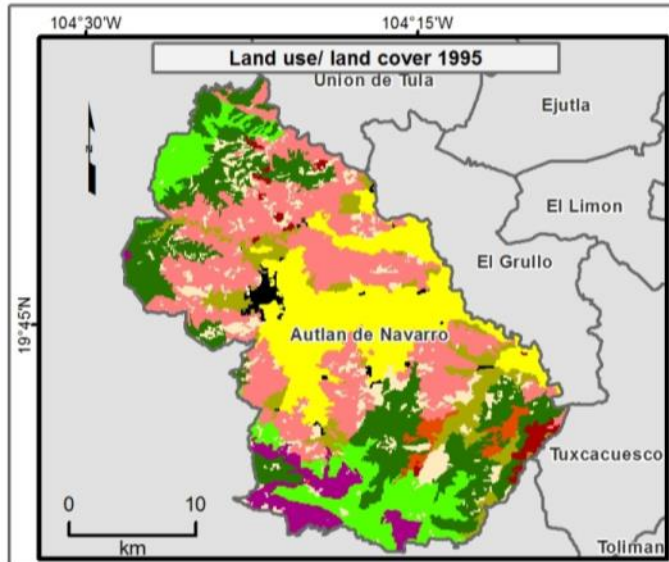 104°30'W
104°15'W
Land use/ land cover 1995
Union de Tula
Ejutla
El Limon
El Grullo
19°45'N
Autlan de Navarro
Tuxcacuesco
0 10
km
Toliman